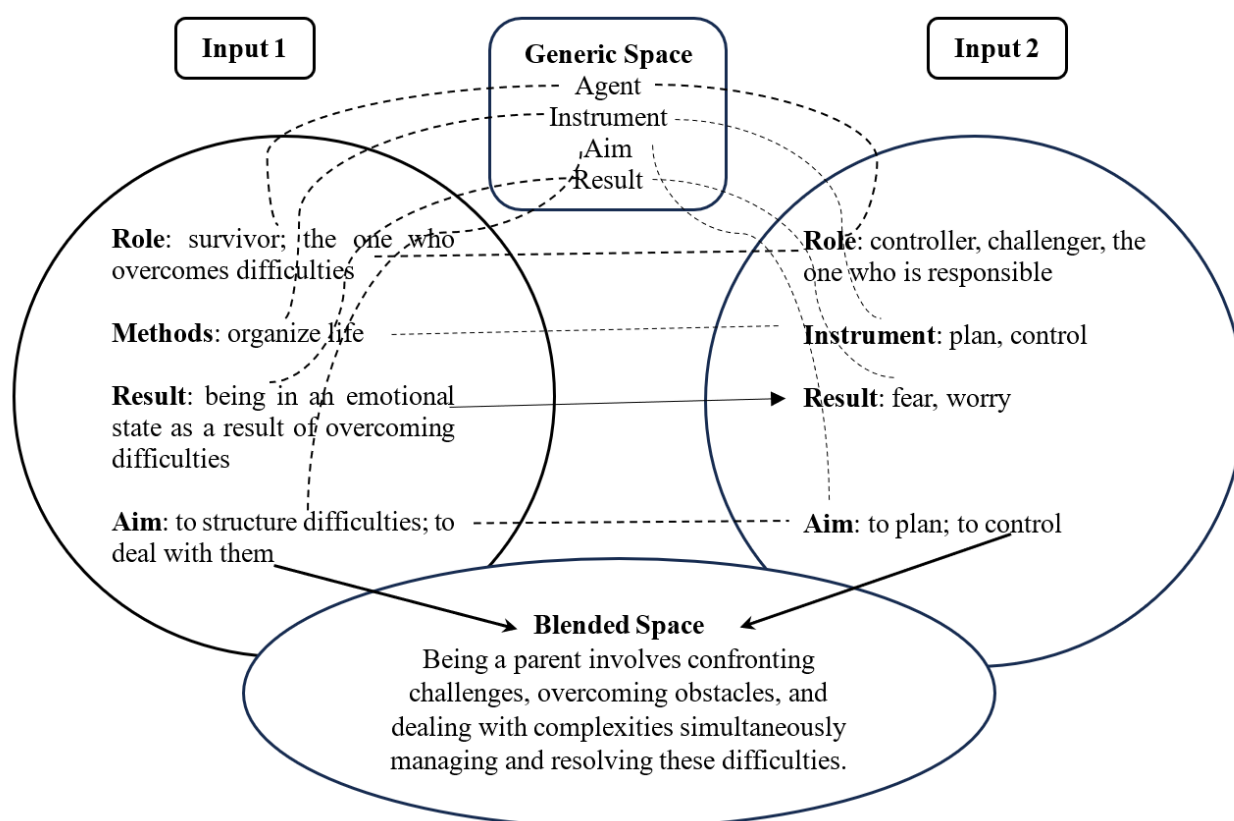 Input 1
Generic Space
Agent
Instrument
Aim
Result
Input 2
Role: survivor; the one who
overcomes difficulties
Methods: organize life
Result: being in an emotional
state as a result of overcoming
difficulties
Aim: to structure difficulties; to
deal with them
Role: controller, challenger, the
one who is responsible
Instrument: plan, control
Result: fear, worry
Aim: to plan; to control
Blended Space
Being a parent involves confronting
challenges, overcoming obstacles, and
dealing with complexities simultaneously
managing and resolving these difficulties.